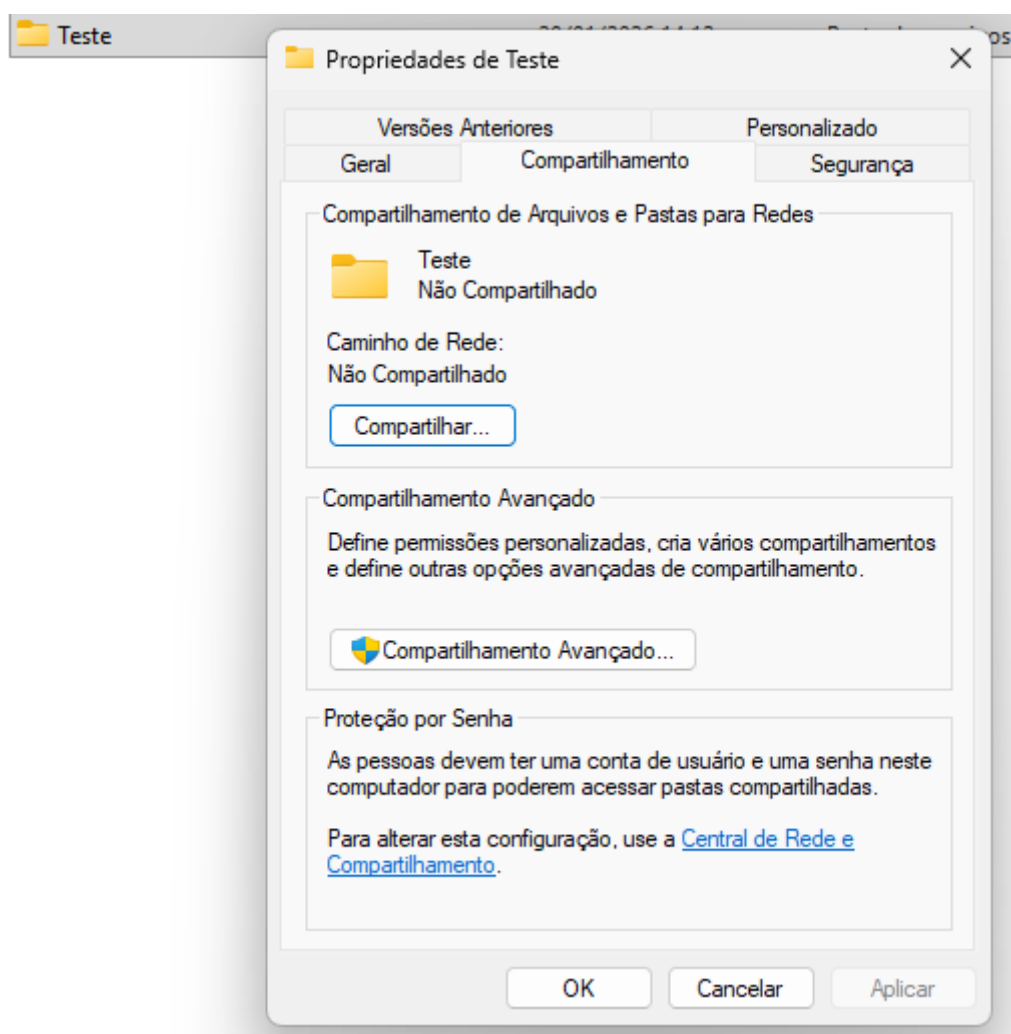 Teste
Propriedades de Teste
Versões Anteriores Personalizado
Geral Compartilhamento Segurança
Compartilhamento de Arquivos e Pastas para Redes
Teste
Não Compartilhado
Caminho de Rede:
Não Compartilhado
Compartilhar...
Compartilhamento Avançado
Define permissões personalizadas, cria vários compartilhamentos
e define outras opções avançadas de compartilhamento.
Compartilhamento Avançado...
Proteção por Senha
As pessoas devem ter uma conta de usuário e uma senha neste
computador para poderem acessar pastas compartilhadas.
Para alterar esta configuração, use a Central de Rede e
Compartilhamento.
OK Cancelar Aplicar